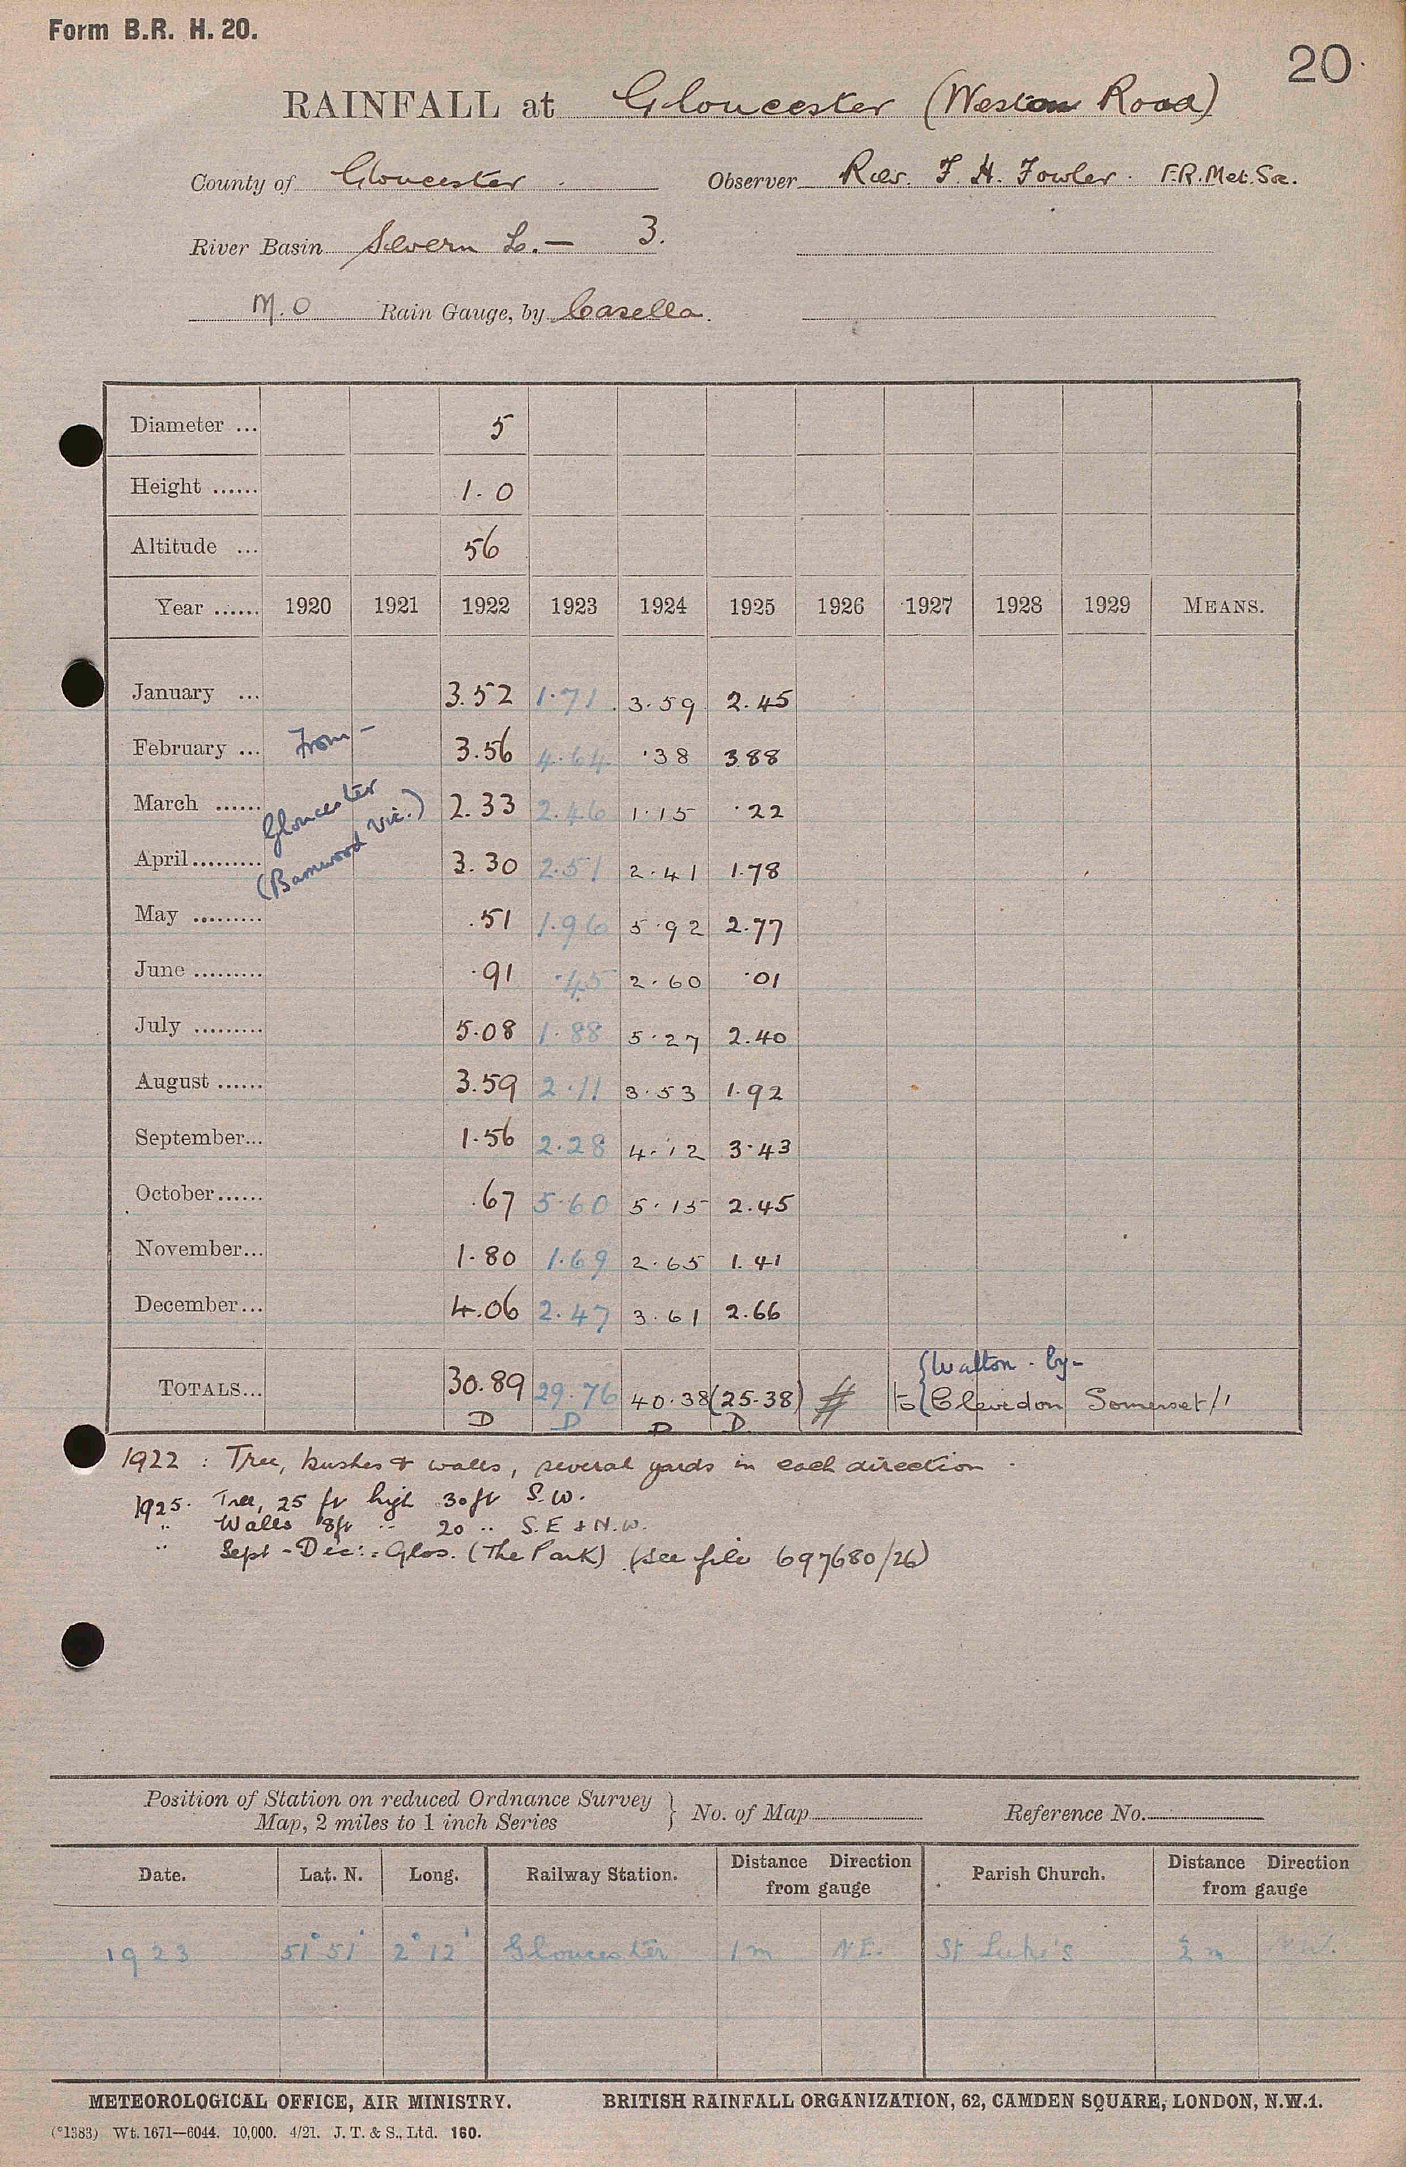 Form B.R. H. 20.
20
RAINFALL at Gloucester (Weston Road)
County of Gloucester Observer Rev. F. H. Fowler. F.R.Met.Soc.
River Basin Severn L. — 3.
M.O Rain Gauge, by Casella.
Diameter ... 5
Height ...... 1. 0
Altitude ... 56
Year ...... 1920 1921 1922 1923 1924 1925 1926 1927 1928 1929 MEANS.
January ... 3.52 1.71 3.59 2.45
February ... From — 3.56 4.64 .38 3.88
March ...... Gloucester 2.33 2.46 1.15 .22
April ......... (Barnwood Vic.) 3.30 2.51 2.41 1.78
May ......... .51 1.96 5.92 2.77
June ......... .91 .45 2.60 .01
July ......... 5.08 1.88 5.27 2.40
August ...... 3.59 2.11 3.53 1.92
September... 1.56 2.28 4.12 3.43
October...... .67 5.60 5.15 2.45
November... 1.80 1.69 2.65 1.41
December... 4.06 2.47 3.61 2.66
{Walton - by -
TOTALS... 30.89 29.76 40.38 (25.38) # to {Clevedon Somerset //
D D D D.
1922 : Tree, bushes & walls, several yards in each direction.
1925. Tree, 25 ft high 30ft S.W.
" Walls 8ft " 20 " S.E & N.W.
" Sept - Dec: = Glos. (The Park) (see file 697680/26)
Position of Station on reduced Ordnance Survey
Map, 2 miles to 1 inch Series } No. of Map Reference No.
Date. Lat. N. Long. Railway Station. Distance Direction from gauge Parish Church. Distance Direction from gauge
1923 51° 51' 2° 12' Gloucester 1 m N.E. St Luke's ½ m
METEOROLOGICAL OFFICE, AIR MINISTRY. BRITISH RAINFALL ORGANIZATION, 62, CAMDEN SQUARE, LONDON, N.W.1.
(*1383) Wt. 1671—6044. 10,000. 4/21. J. T. & S., Ltd. 160.